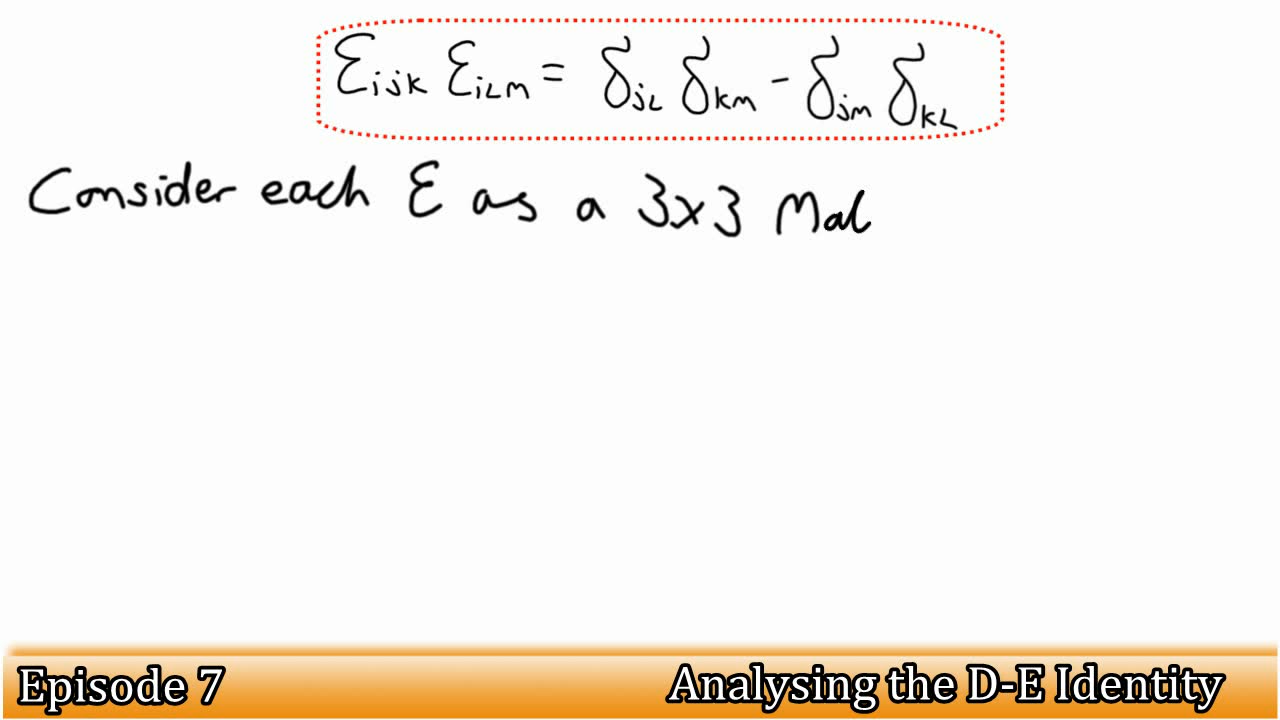 εijk εiLm = δjL δkm - δjm δkL
Consider each ε as a 3x3 Mat
Episode 7
Analysing the D-E Identity